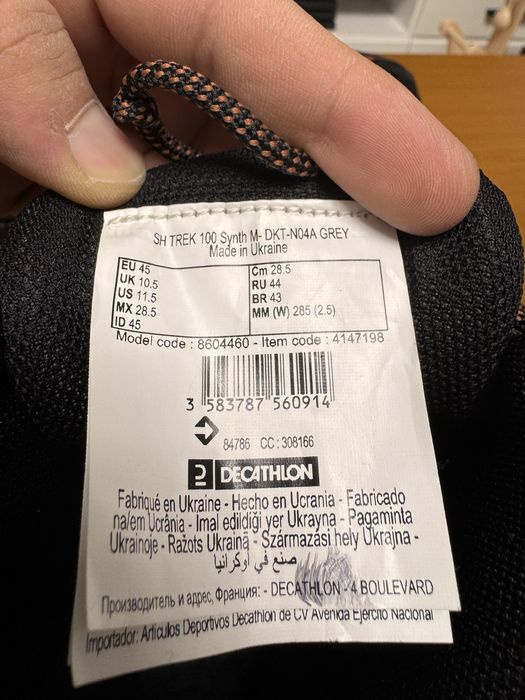 SH TREK 100 Synth M- DKT-N04A GREY
Made in Ukraine
EU 45
UK 10.5
US 11.5
MX 28.5
ID 45
Cm 28.5
RU 44
BR 43
MM (W) 285 (2.5)
Model code : 8604460 - Item code : 4147198
3 583787 560914
84786 CC : 308166
DECATHLON
Fabriqué en Ukraine - Hecho en Ucrania - Fabricado
na/em Ucrânia - İmal edildiği yer Ukrayna - Pagaminta
Ukrainoje - Ražots Ukrainā - Származási hely Ukrajna -
صنع في أوكرانيا
Производитель и адрес, Франция: - DECATHLON - 4 BOULEVARD
Importador: Artículos Deportivos Decathlon de CV Avenida Ejercito Nacional